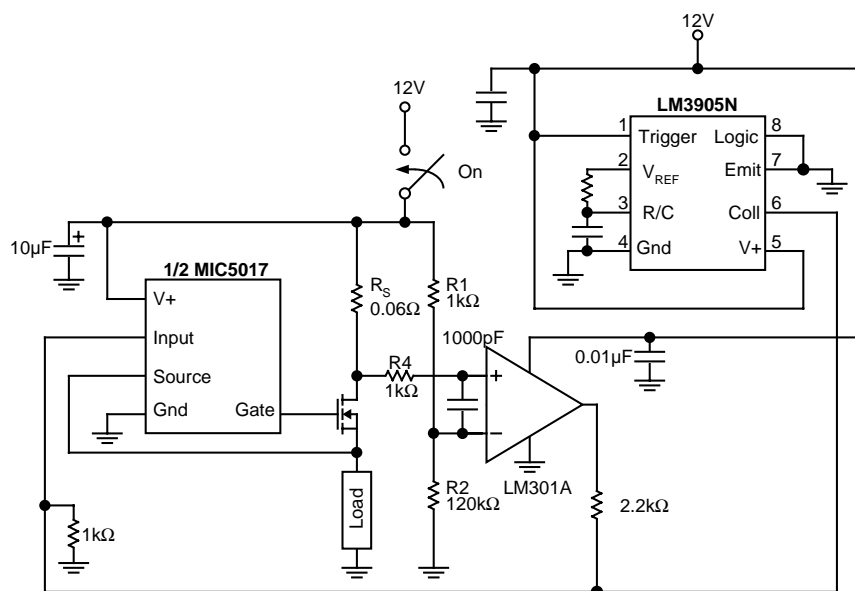 12V
LM3905N
1 Trigger Logic 8
2 VREF Emit 7
3 R/C Coll 6
4 Gnd V+ 5
12V
On
10µF +
1/2 MIC5017
V+
Input
Source
Gnd Gate
RS
0.06Ω
R1
1kΩ
1000pF
R4
1kΩ
+
−
0.01µF
LM301A
R2
120kΩ
2.2kΩ
Load
1kΩ